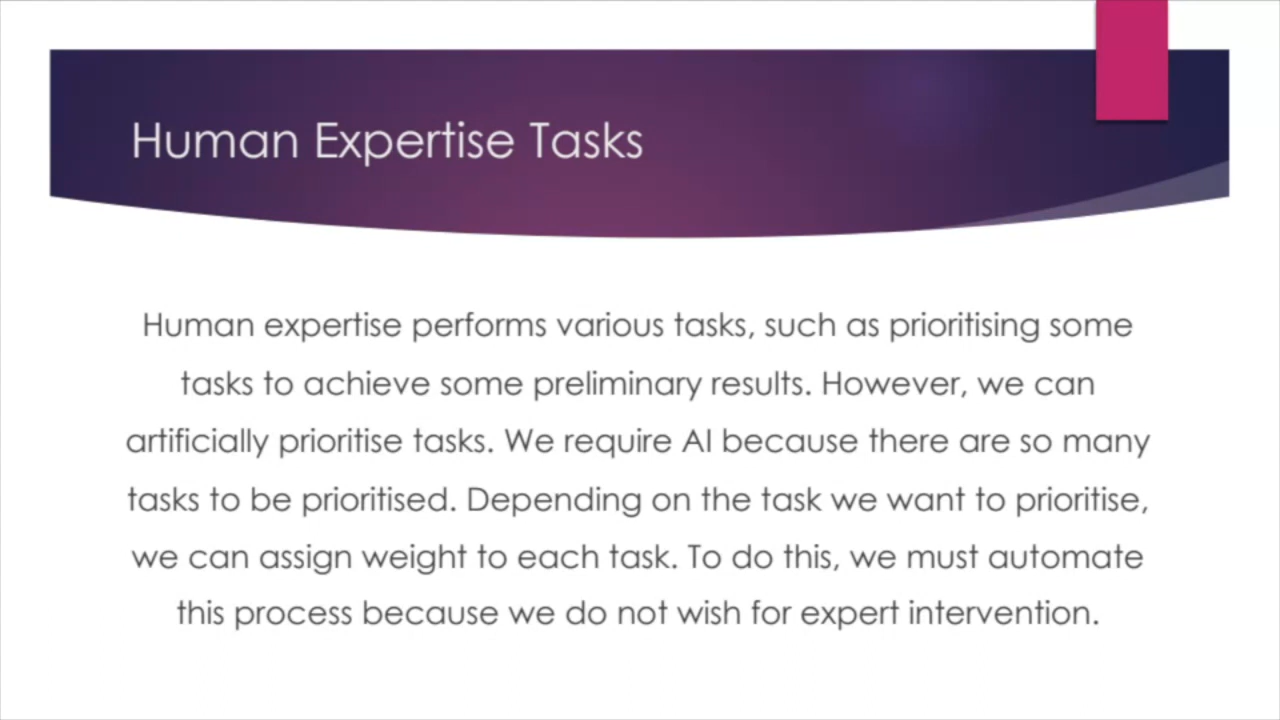 Human Expertise Tasks
Human expertise performs various tasks, such as prioritising some
tasks to achieve some preliminary results. However, we can
artificially prioritise tasks. We require AI because there are so many
tasks to be prioritised. Depending on the task we want to prioritise,
we can assign weight to each task. To do this, we must automate
this process because we do not wish for expert intervention.